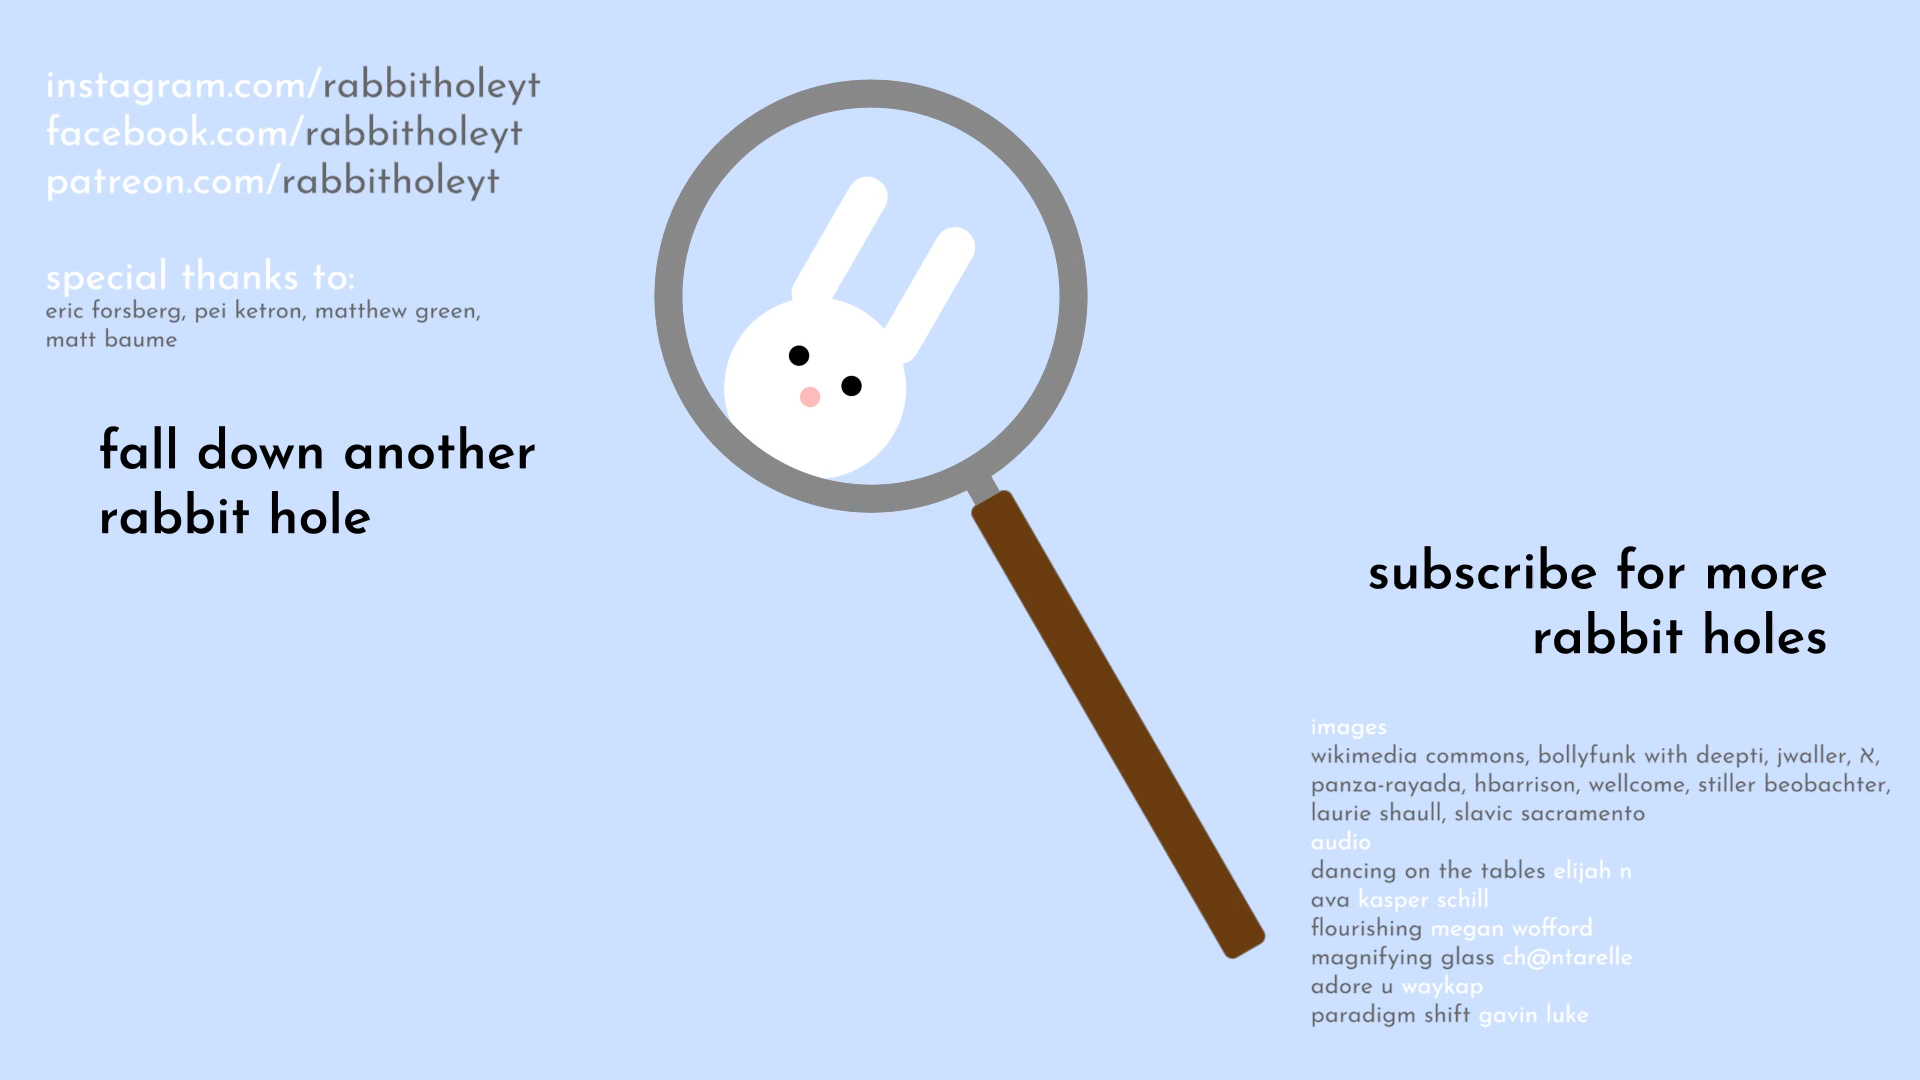 instagram.com/rabbitholeyt
facebook.com/rabbitholeyt
patreon.com/rabbitholeyt
special thanks to:
eric forsberg, pei ketron, matthew green,
matt baume
fall down another
rabbit hole
subscribe for more
rabbit holes
images
wikimedia commons, bollyfunk with deepti, jwaller, א,
panza-rayada, hbarrison, wellcome, stiller beobachter,
laurie shaull, slavic sacramento
audio
dancing on the tables elijah n
ava kasper schill
flourishing megan wofford
magnifying glass ch@ntarelle
adore u waykap
paradigm shift gavin luke